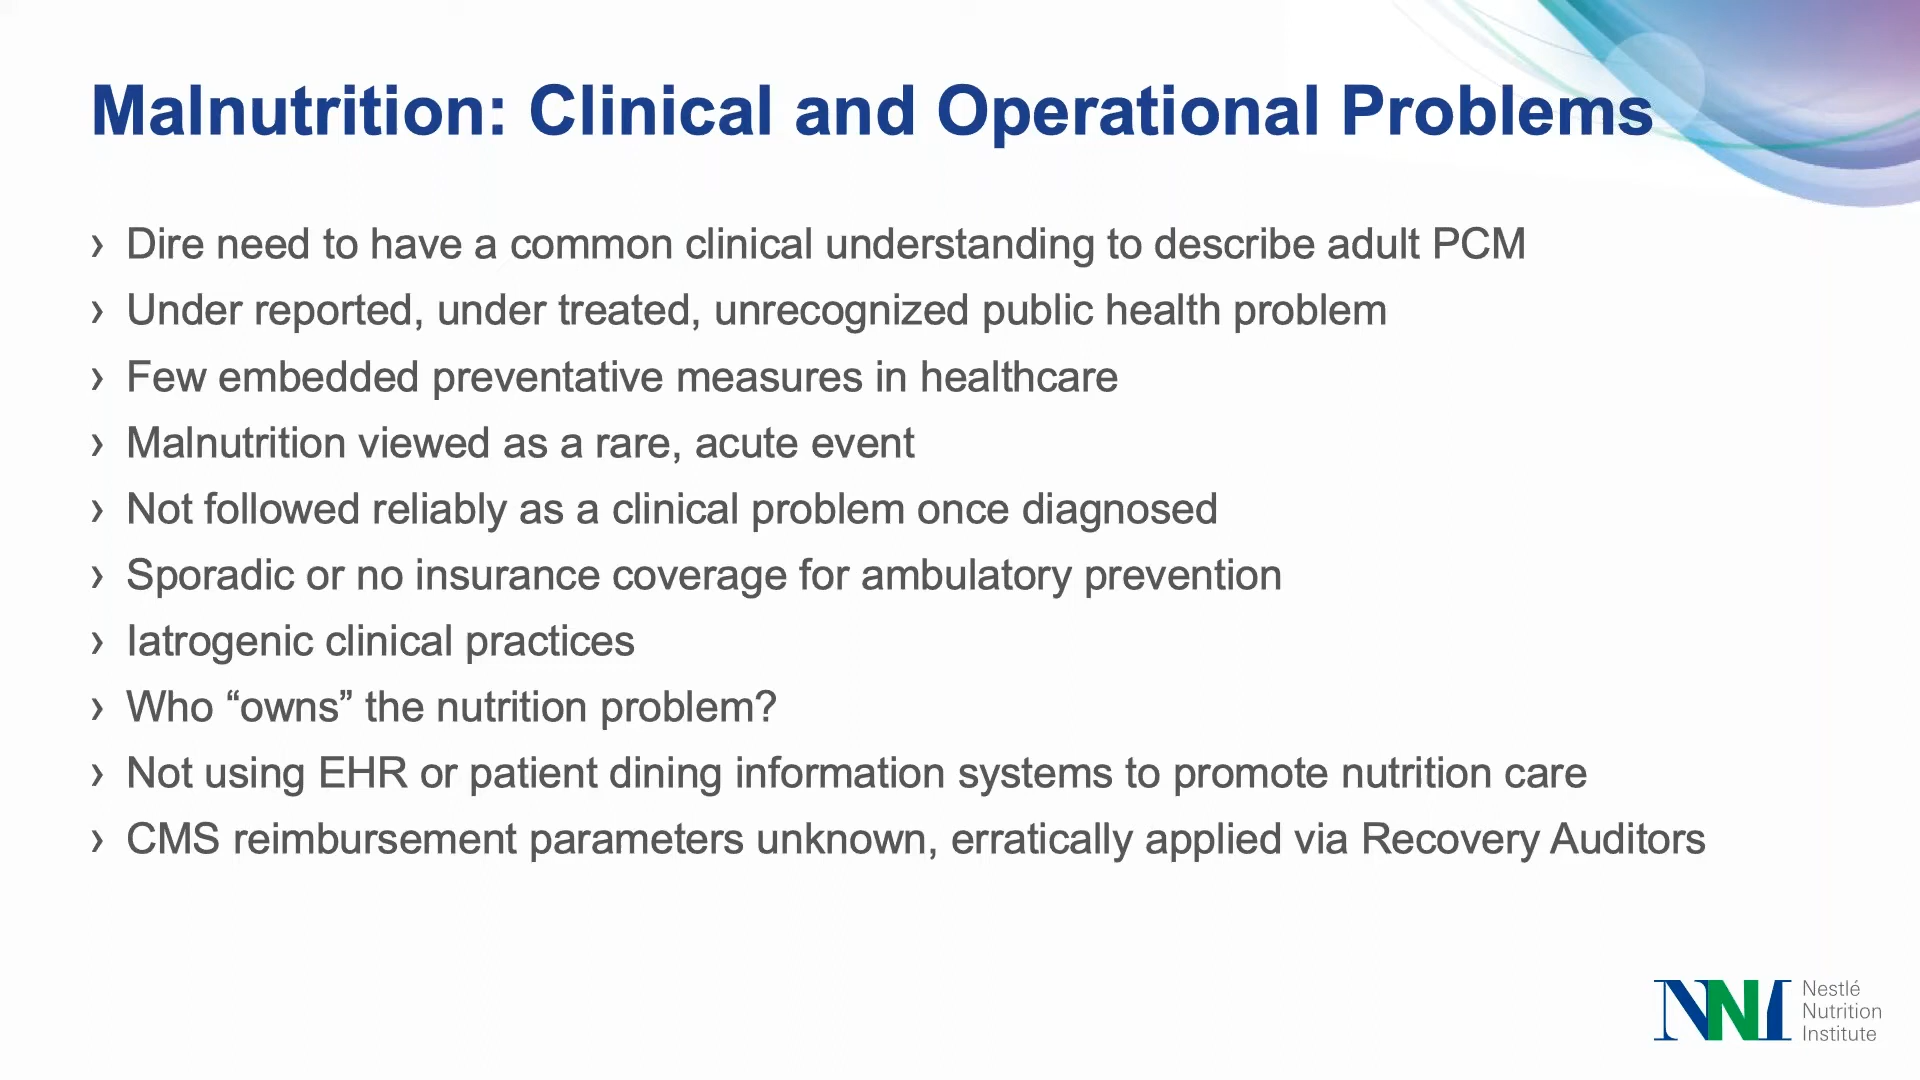 Malnutrition: Clinical and Operational Problems
› Dire need to have a common clinical understanding to describe adult PCM
› Under reported, under treated, unrecognized public health problem
› Few embedded preventative measures in healthcare
› Malnutrition viewed as a rare, acute event
› Not followed reliably as a clinical problem once diagnosed
› Sporadic or no insurance coverage for ambulatory prevention
› Iatrogenic clinical practices
› Who “owns” the nutrition problem?
› Not using EHR or patient dining information systems to promote nutrition care
› CMS reimbursement parameters unknown, erratically applied via Recovery Auditors
NNI
Nestlé
Nutrition
Institute